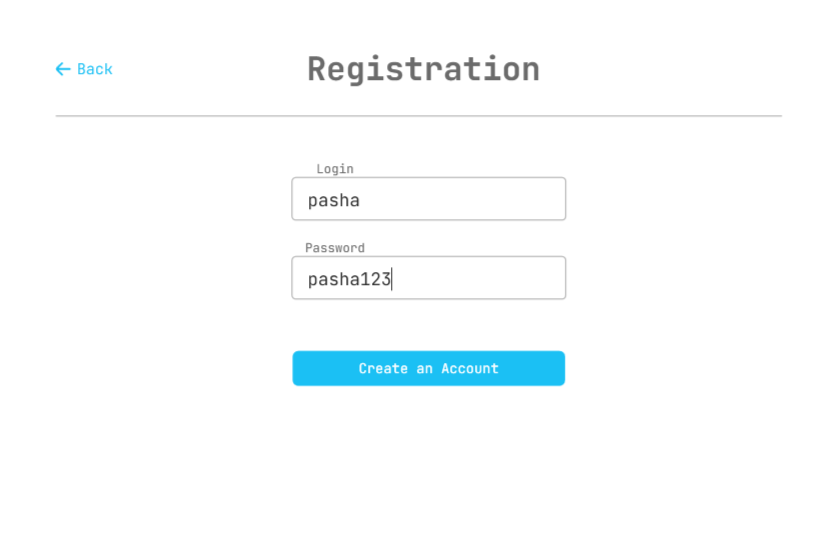 Back
Registration
Login
pasha
Password
pasha123
Create an Account